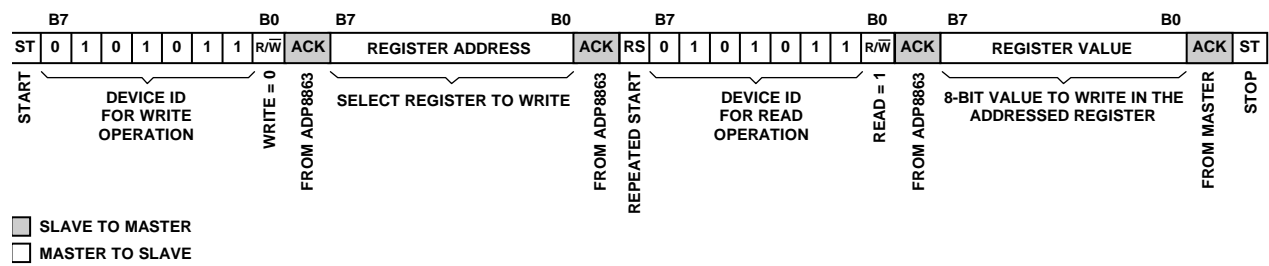 B7 B0 B7 B0 B7 B0 B7 B0
ST 0 1 0 1 0 1 1 R/W̅ ACK REGISTER ADDRESS ACK RS 0 1 0 1 0 1 1 R/W̅ ACK REGISTER VALUE ACK ST
START
DEVICE ID
FOR WRITE
OPERATION
WRITE = 0
FROM ADP8863
SELECT REGISTER TO WRITE
FROM ADP8863
REPEATED START
DEVICE ID
FOR READ
OPERATION
READ = 1
FROM ADP8863
8-BIT VALUE TO WRITE IN THE
ADDRESSED REGISTER
FROM MASTER
STOP
SLAVE TO MASTER
MASTER TO SLAVE